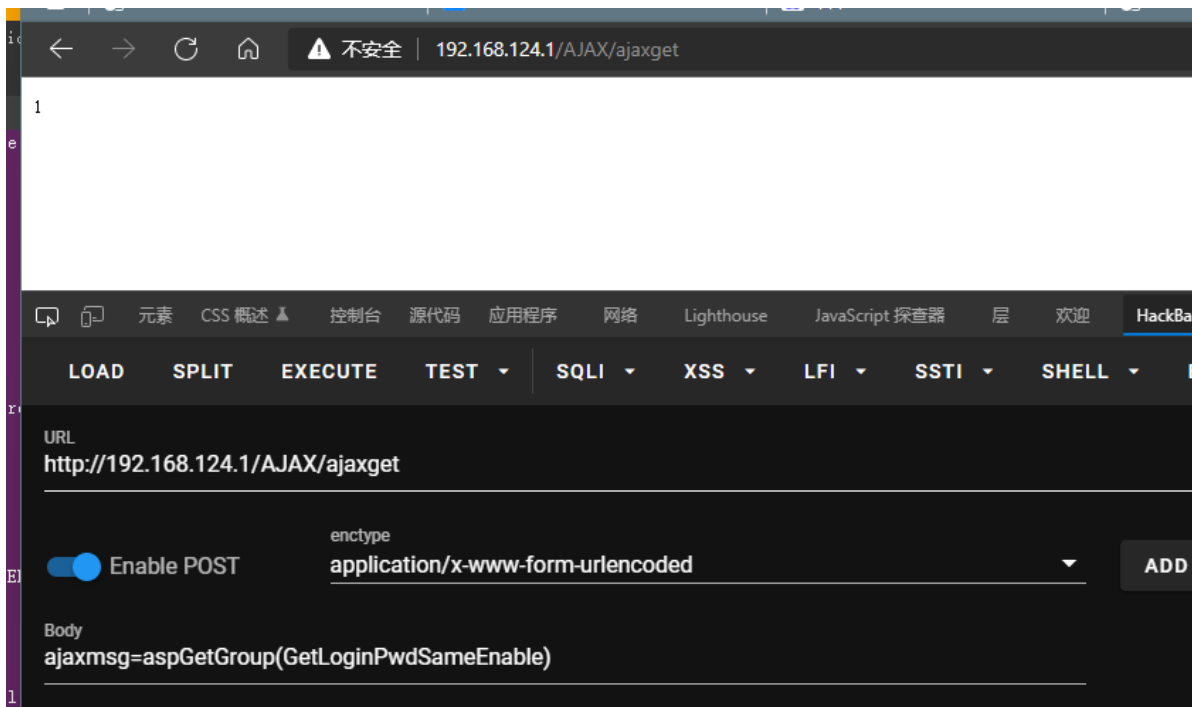 不安全 192.168.124.1/AJAX/ajaxget
1
元素 CSS 概述 控制台 源代码 应用程序 网络 Lighthouse JavaScript 探查器 层 欢迎 HackBa
LOAD SPLIT EXECUTE TEST SQLI XSS LFI SSTI SHELL
URL
http://192.168.124.1/AJAX/ajaxget
enctype
Enable POST application/x-www-form-urlencoded ADD
Body
ajaxmsg=aspGetGroup(GetLoginPwdSameEnable)